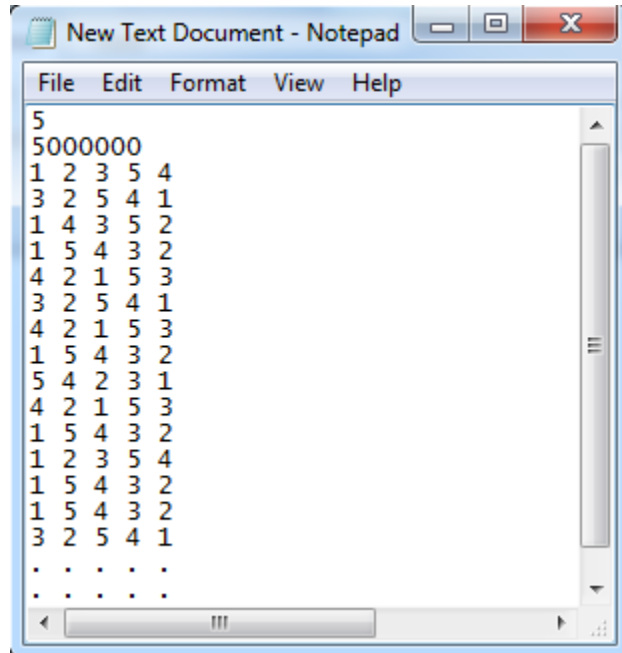 New Text Document - Notepad
File Edit Format View Help
5
5000000
1 2 3 5 4
3 2 5 4 1
1 4 3 5 2
1 5 4 3 2
4 2 1 5 3
3 2 5 4 1
4 2 1 5 3
1 5 4 3 2
5 4 2 3 1
4 2 1 5 3
1 5 4 3 2
1 2 3 5 4
1 5 4 3 2
1 5 4 3 2
3 2 5 4 1
. . . . .
. . . . .